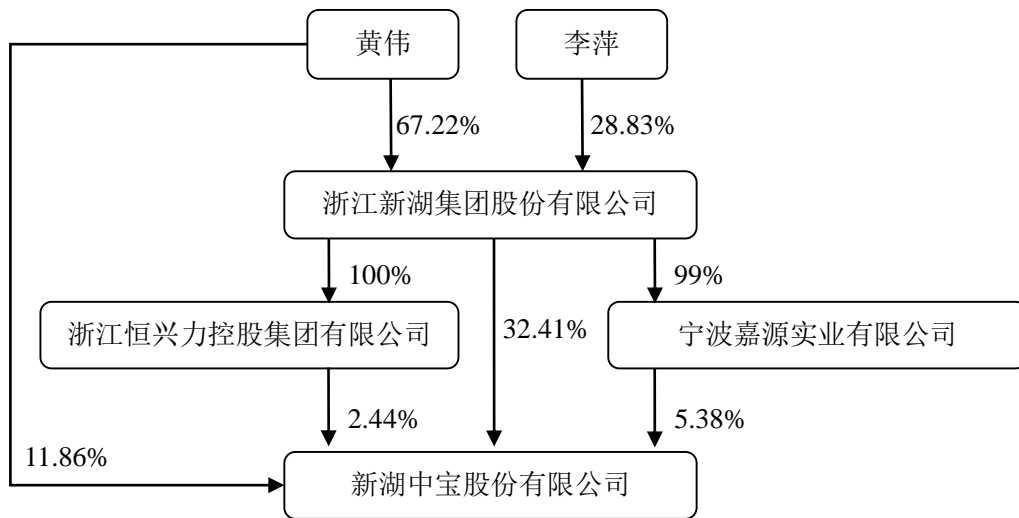 黄伟
李萍
67.22%
28.83%
浙江新湖集团股份有限公司
100%
99%
浙江恒兴力控股集团有限公司
32.41%
宁波嘉源实业有限公司
2.44%
5.38%
11.86%
新湖中宝股份有限公司